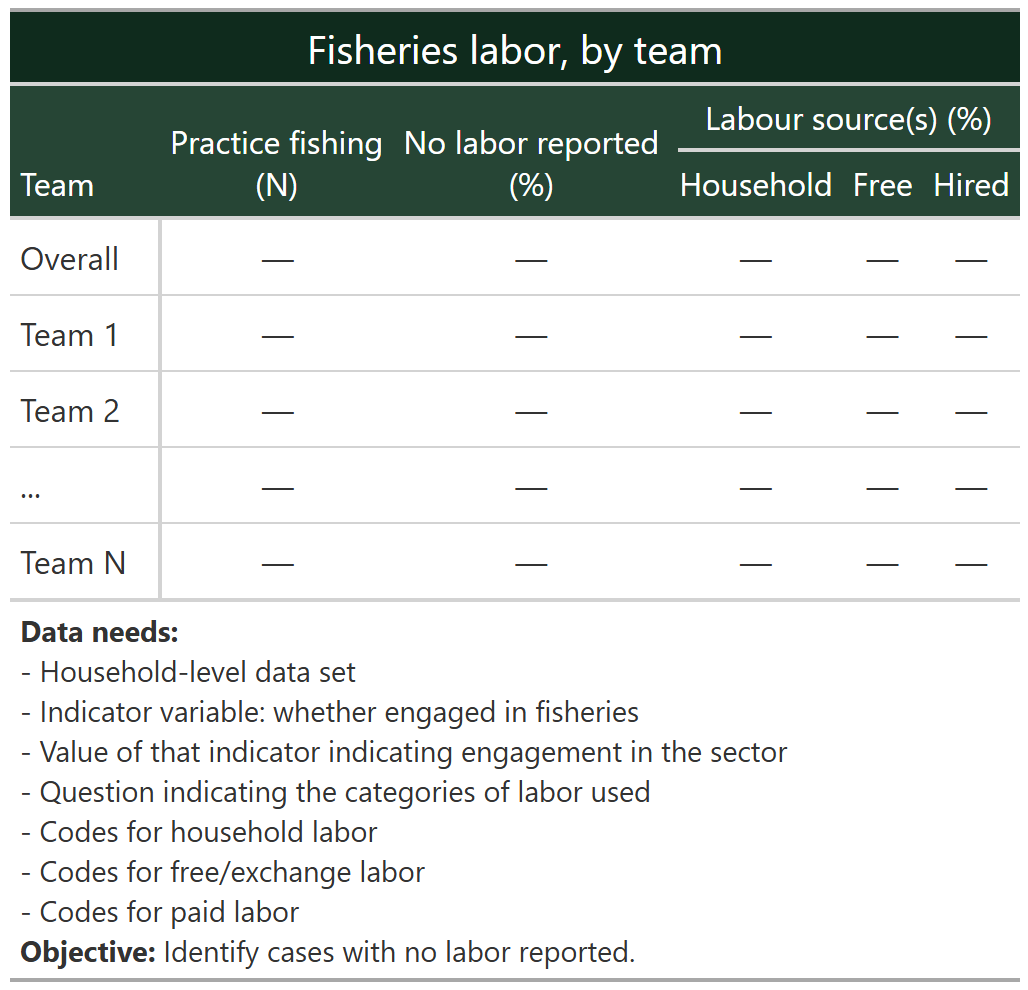 Fisheries labor, by team
Labour source(s) (%)
Practice fishing No labor reported
Team (N) (%) Household Free Hired
Overall — — — — —
Team 1 — — — — —
Team 2 — — — — —
... — — — — —
Team N — — — — —
Data needs:
- Household-level data set
- Indicator variable: whether engaged in fisheries
- Value of that indicator indicating engagement in the sector
- Question indicating the categories of labor used
- Codes for household labor
- Codes for free/exchange labor
- Codes for paid labor
Objective: Identify cases with no labor reported.